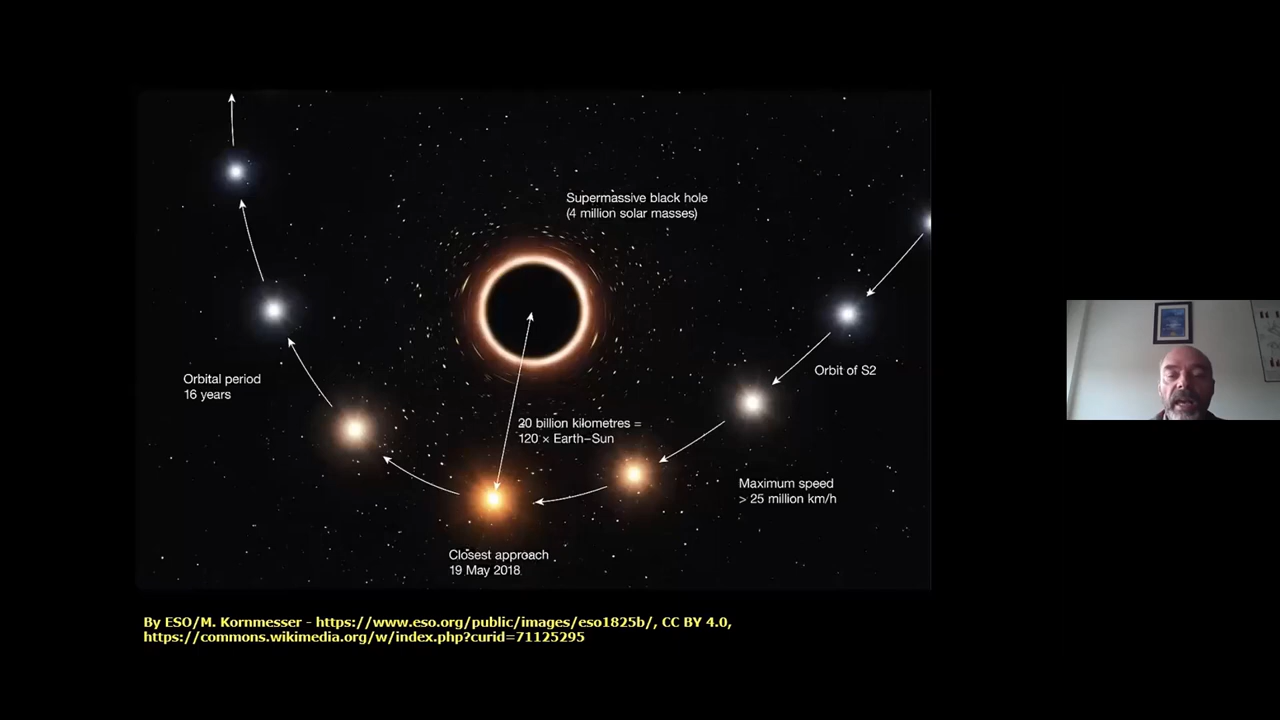 Supermassive black hole
(4 million solar masses)
Orbit of S2
Orbital period
16 years
20 billion kilometres =
120 × Earth–Sun
Maximum speed
> 25 million km/h
Closest approach
19 May 2018
By ESO/M. Kornmesser - https://www.eso.org/public/images/eso1825b/, CC BY 4.0,
https://commons.wikimedia.org/w/index.php?curid=71125295